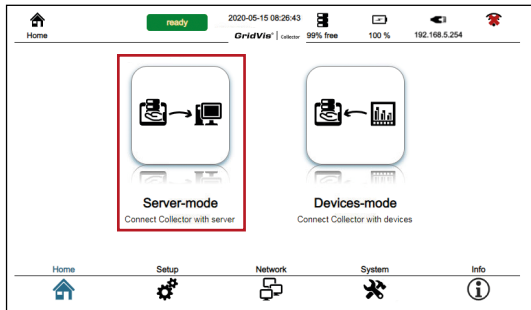 Home
ready
2020-05-15 08:26:43
GridVis® | Collector
99% free
100 %
192.168.5.254
Server-mode
Connect Collector with server
Devices-mode
Connect Collector with devices
Home
Setup
Network
System
Info